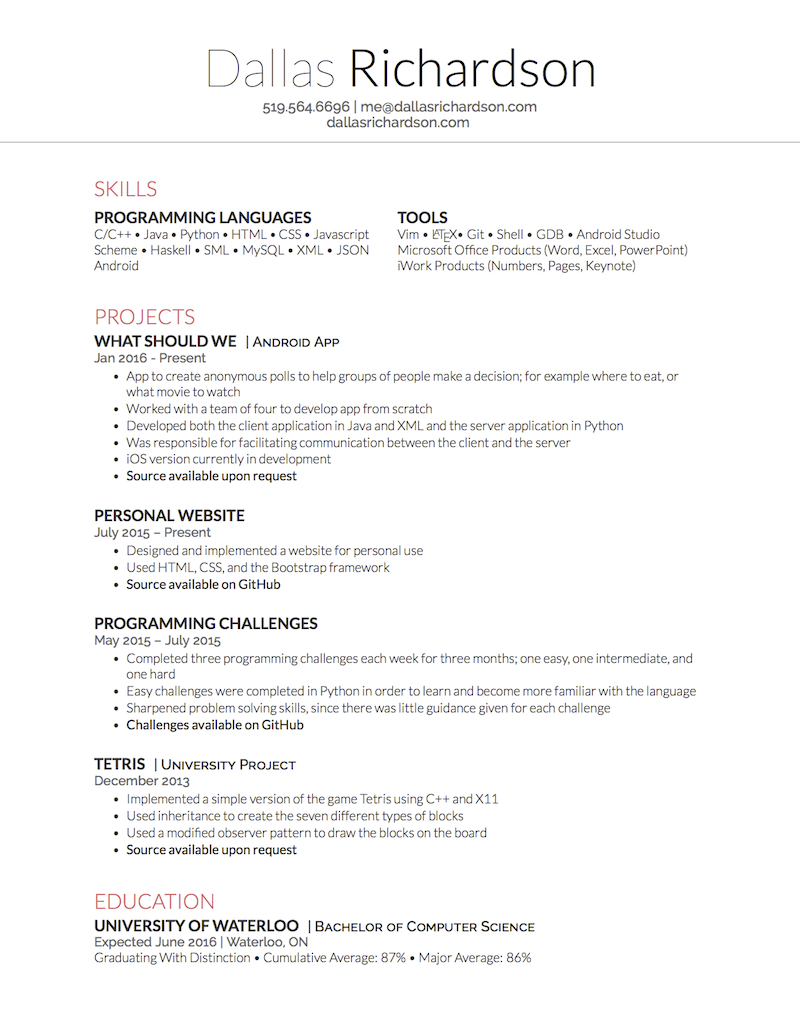 Dallas Richardson
519.564.6696 | me@dallasrichardson.com
dallasrichardson.com
SKILLS
PROGRAMMING LANGUAGES
C/C++ • Java • Python • HTML • CSS • Javascript
Scheme • Haskell • SML • MySQL • XML • JSON
Android
TOOLS
Vim • LATEX• Git • Shell • GDB • Android Studio
Microsoft Office Products (Word, Excel, PowerPoint)
iWork Products (Numbers, Pages, Keynote)
PROJECTS
WHAT SHOULD WE | ANDROID APP
Jan 2016 - Present
• App to create anonymous polls to help groups of people make a decision; for example where to eat, or
what movie to watch
• Worked with a team of four to develop app from scratch
• Developed both the client application in Java and XML and the server application in Python
• Was responsible for facilitating communication between the client and the server
• iOS version currently in development
• Source available upon request
PERSONAL WEBSITE
July 2015 – Present
• Designed and implemented a website for personal use
• Used HTML, CSS, and the Bootstrap framework
• Source available on GitHub
PROGRAMMING CHALLENGES
May 2015 – July 2015
• Completed three programming challenges each week for three months; one easy, one intermediate, and
one hard
• Easy challenges were completed in Python in order to learn and become more familiar with the language
• Sharpened problem solving skills, since there was little guidance given for each challenge
• Challenges available on GitHub
TETRIS | UNIVERSITY PROJECT
December 2013
• Implemented a simple version of the game Tetris using C++ and X11
• Used inheritance to create the seven different types of blocks
• Used a modified observer pattern to draw the blocks on the board
• Source available upon request
EDUCATION
UNIVERSITY OF WATERLOO | BACHELOR OF COMPUTER SCIENCE
Expected June 2016 | Waterloo, ON
Graduating With Distinction • Cumulative Average: 87% • Major Average: 86%